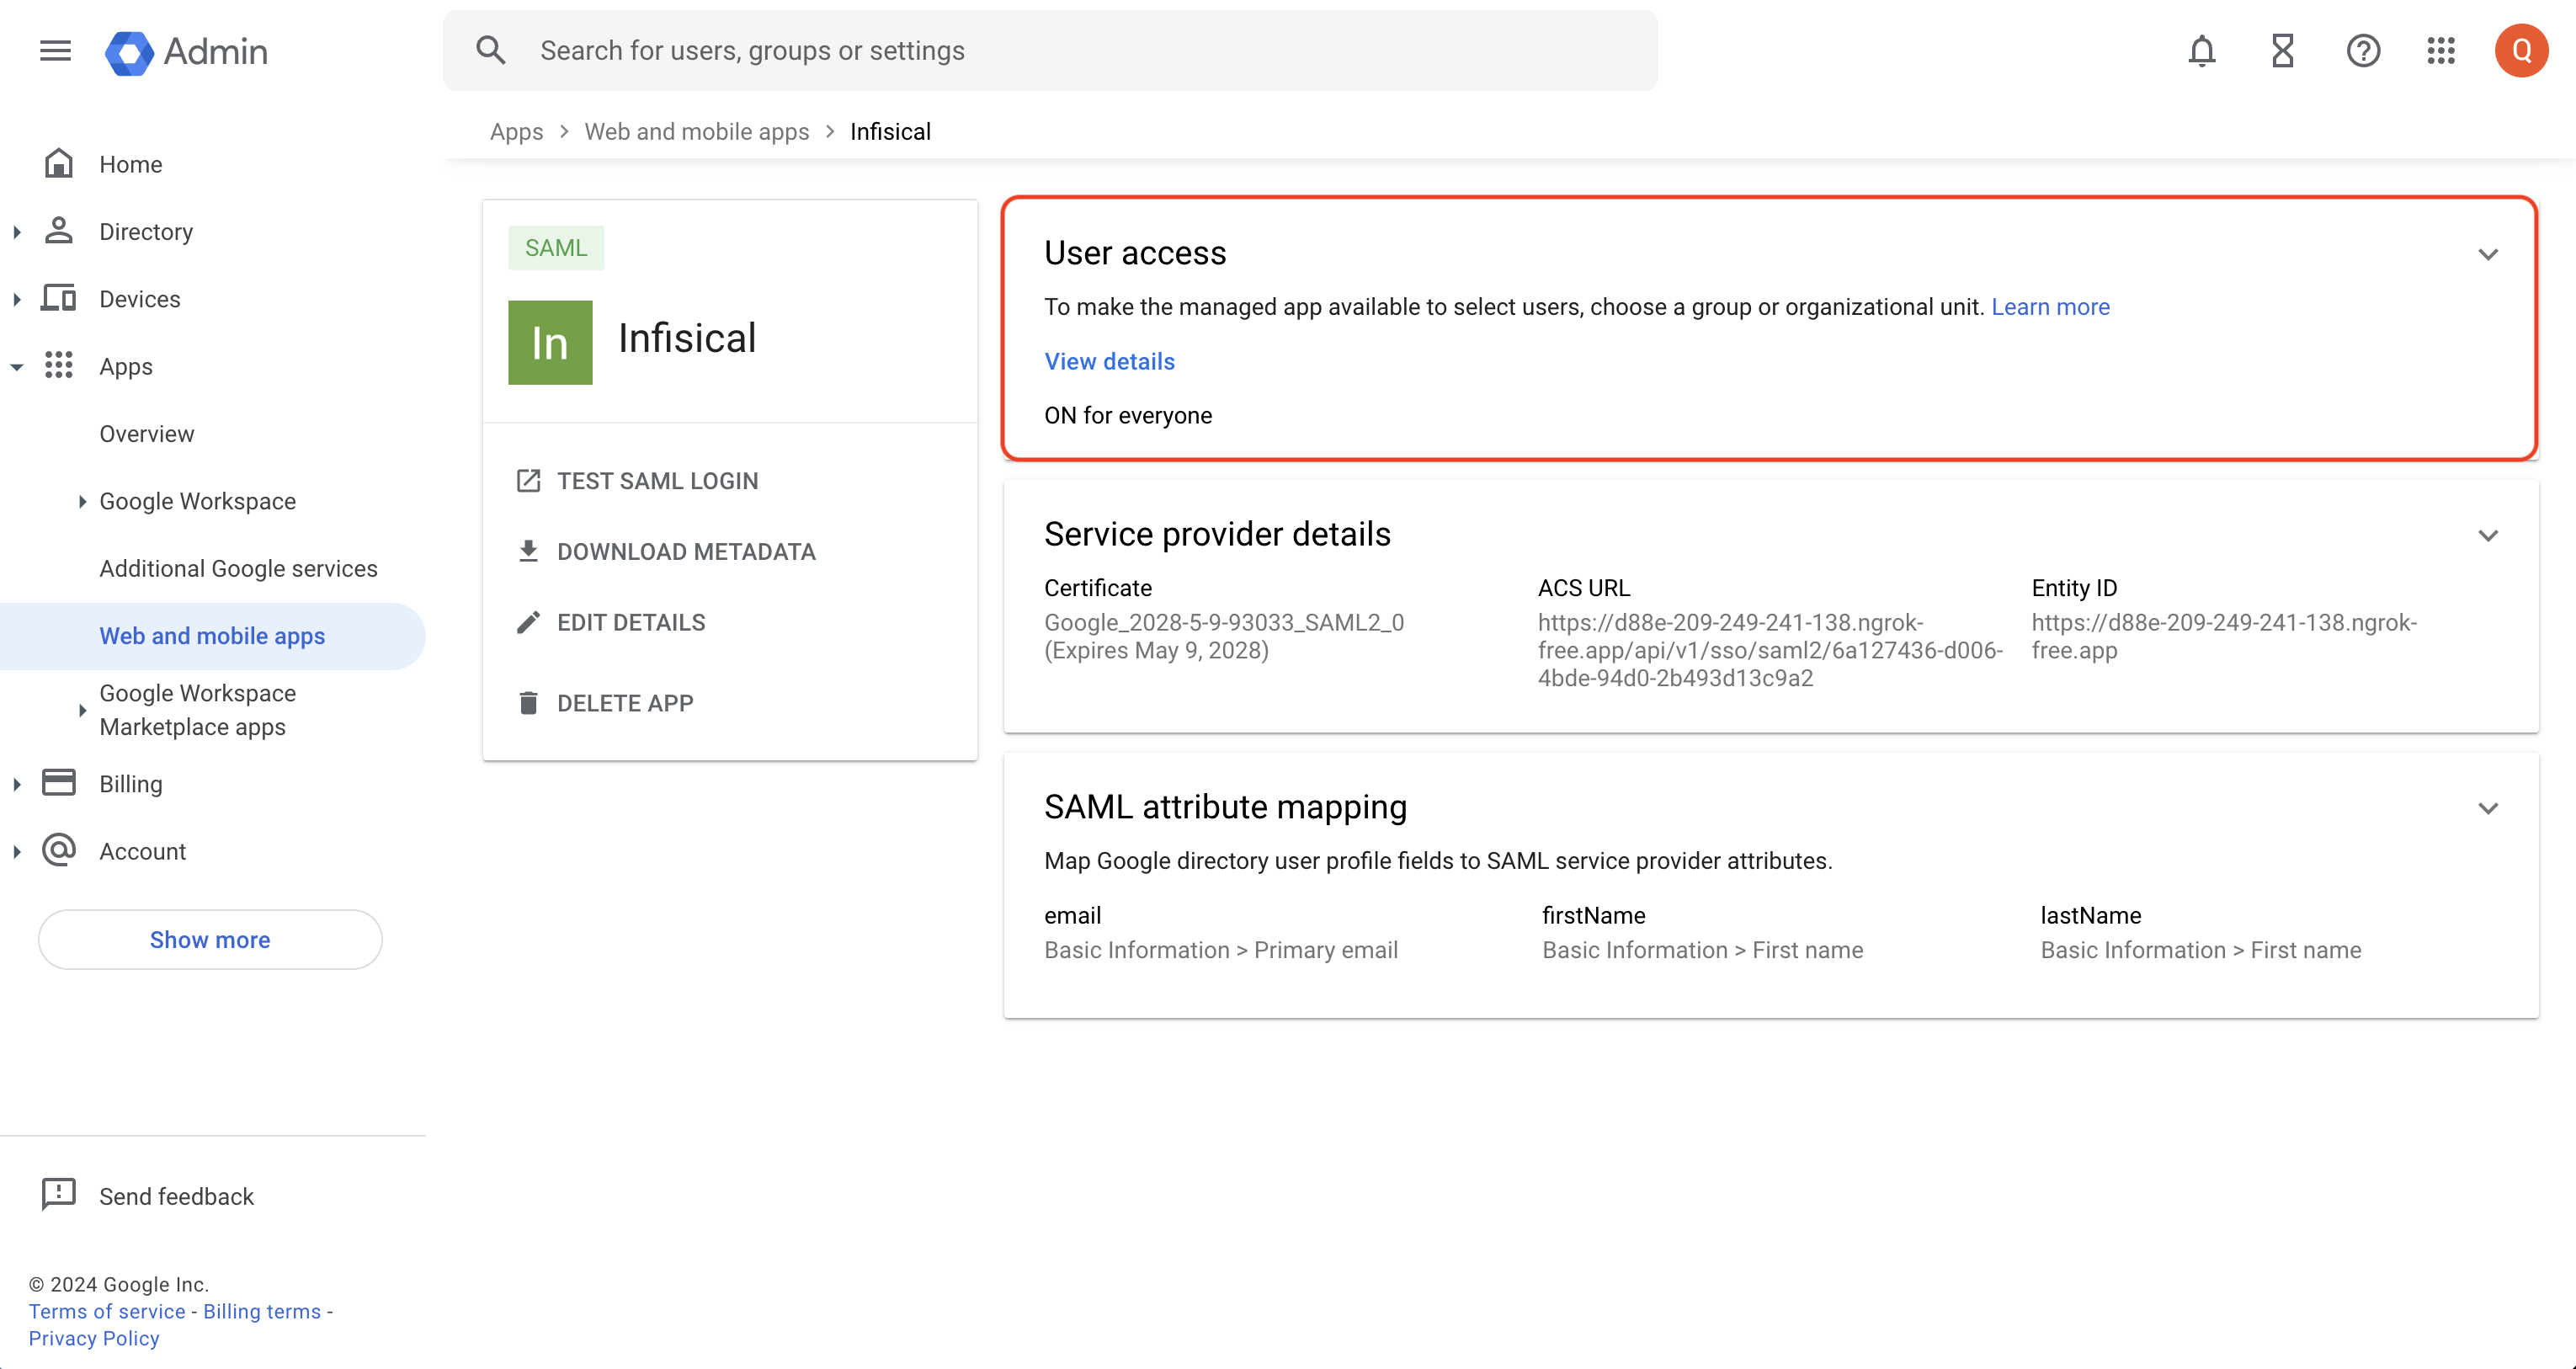 Admin
Search for users, groups or settings
Q
Apps > Web and mobile apps > Infisical
Home
Directory
Devices
Apps
Overview
Google Workspace
Additional Google services
Web and mobile apps
Google Workspace
Marketplace apps
Billing
Account
Show more
Send feedback
© 2024 Google Inc.
Terms of service - Billing terms -
Privacy Policy
SAML
In
Infisical
TEST SAML LOGIN
DOWNLOAD METADATA
EDIT DETAILS
DELETE APP
User access
To make the managed app available to select users, choose a group or organizational unit. Learn more
View details
ON for everyone
Service provider details
Certificate
Google_2028-5-9-93033_SAML2_0
(Expires May 9, 2028)
ACS URL
https://d88e-209-249-241-138.ngrok-
free.app/api/v1/sso/saml2/6a127436-d006-
4bde-94d0-2b493d13c9a2
Entity ID
https://d88e-209-249-241-138.ngrok-
free.app
SAML attribute mapping
Map Google directory user profile fields to SAML service provider attributes.
email
Basic Information > Primary email
firstName
Basic Information > First name
lastName
Basic Information > First name